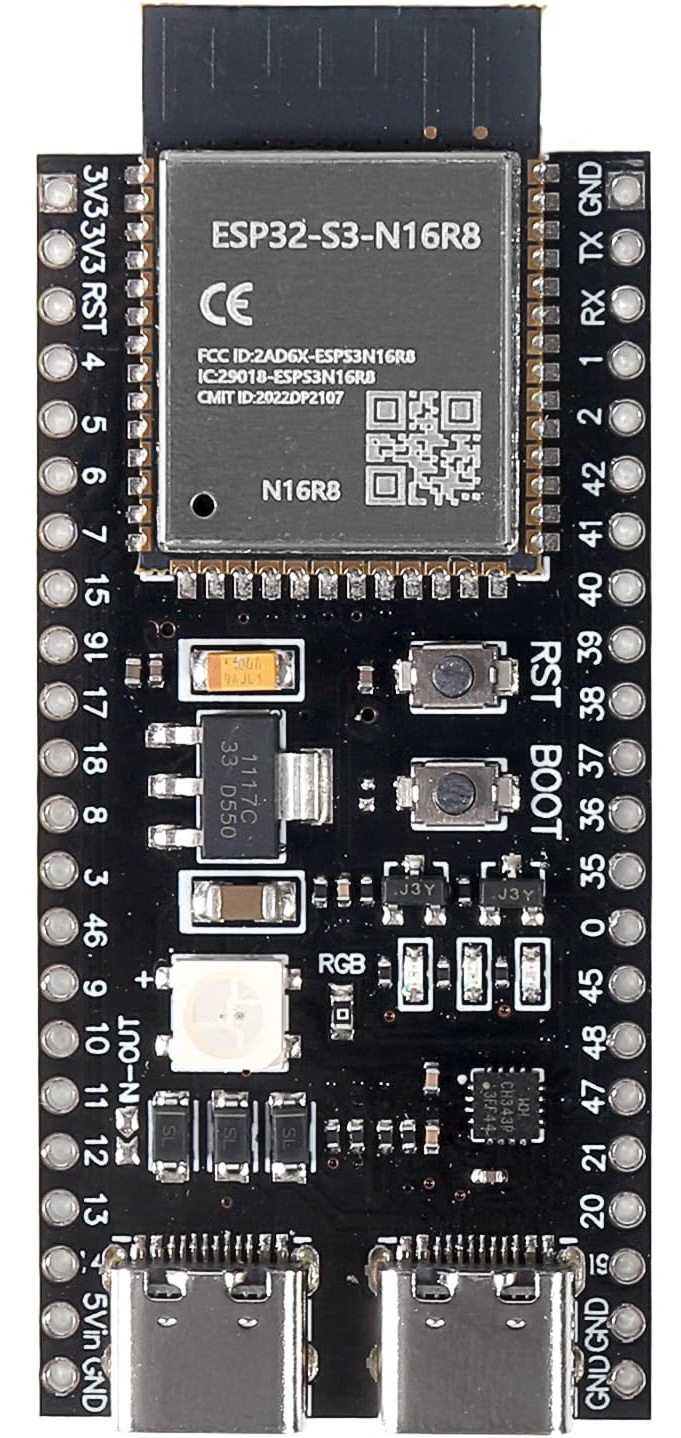 ESP32-S3-N16R8
CE
FCC ID:2AD6X-ESPS3N16R8
IC:29018-ESPS3N16R8
CMIT ID:2022DP2107
N16R8
3V3
3V3
RST
4
5
6
7
15
16
17
18
8
3
46
9
10
11
12
13
5Vin
GND
GND
TX
RX
1
2
42
41
40
39
38
37
36
35
0
45
48
47
21
20
19
GND
GND
RST
BOOT
1117C
33 D550
J3Y
J3Y
RGB
+
IN-OUT
SL
SL
SL
WCH
CH343P